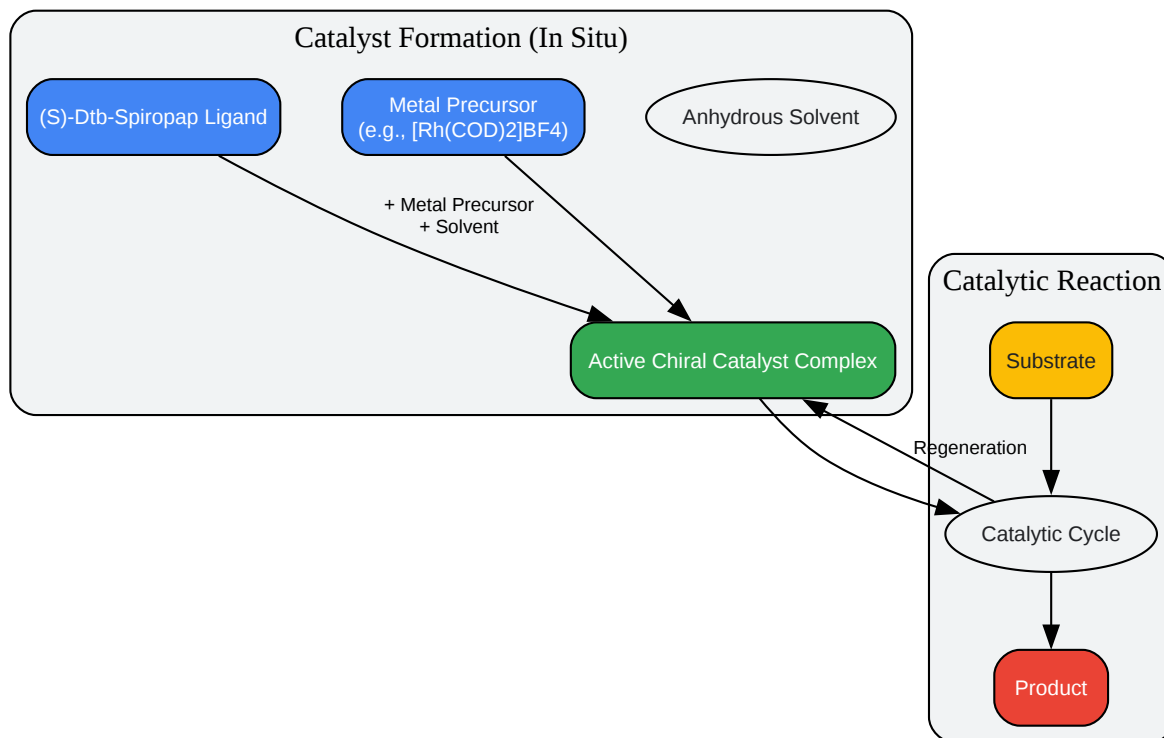 Catalyst Formation (In Situ)
(S)-Dtb-Spiropap Ligand
Metal Precursor
(e.g., [Rh(COD)2]BF4)
Anhydrous Solvent
+ Metal Precursor
+ Solvent
Active Chiral Catalyst Complex
Catalytic Reaction
Substrate
Regeneration
Catalytic Cycle
Product